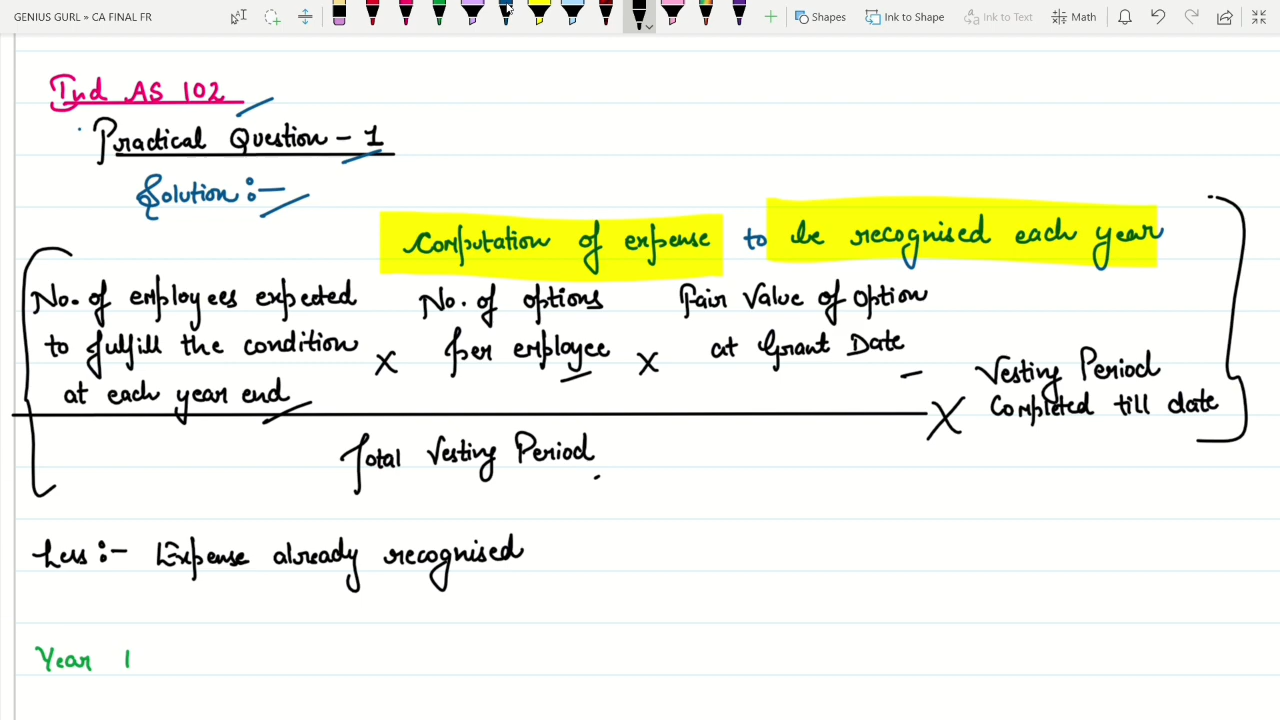 GENIUS GURL » CA FINAL FR
Shapes Ink to Shape Ink to Text Math
Ind AS 102
Practical Question - 1
Solution :-
Computation of expense to be recognised each year
No. of employees expected to fulfill the condition at each year end X No. of options per employee X Fair Value of option at Grant Date
Total Vesting Period
X Vesting Period Completed till date
Less :- Expense already recognised
Year 1